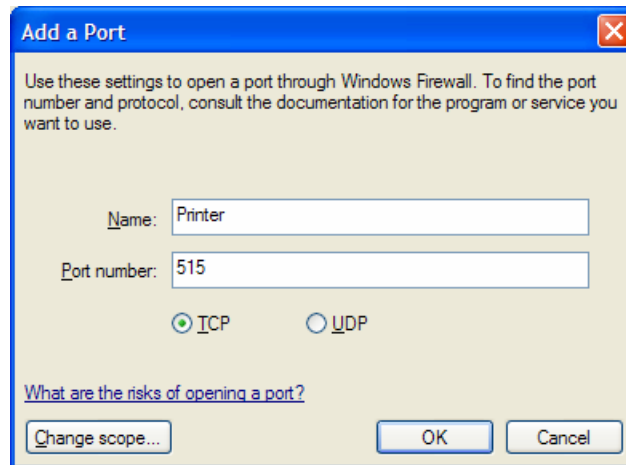 Add a Port
Use these settings to open a port through Windows Firewall. To find the port
number and protocol, consult the documentation for the program or service you
want to use.
Name: Printer
Port number: 515
TCP UDP
What are the risks of opening a port?
Change scope... OK Cancel